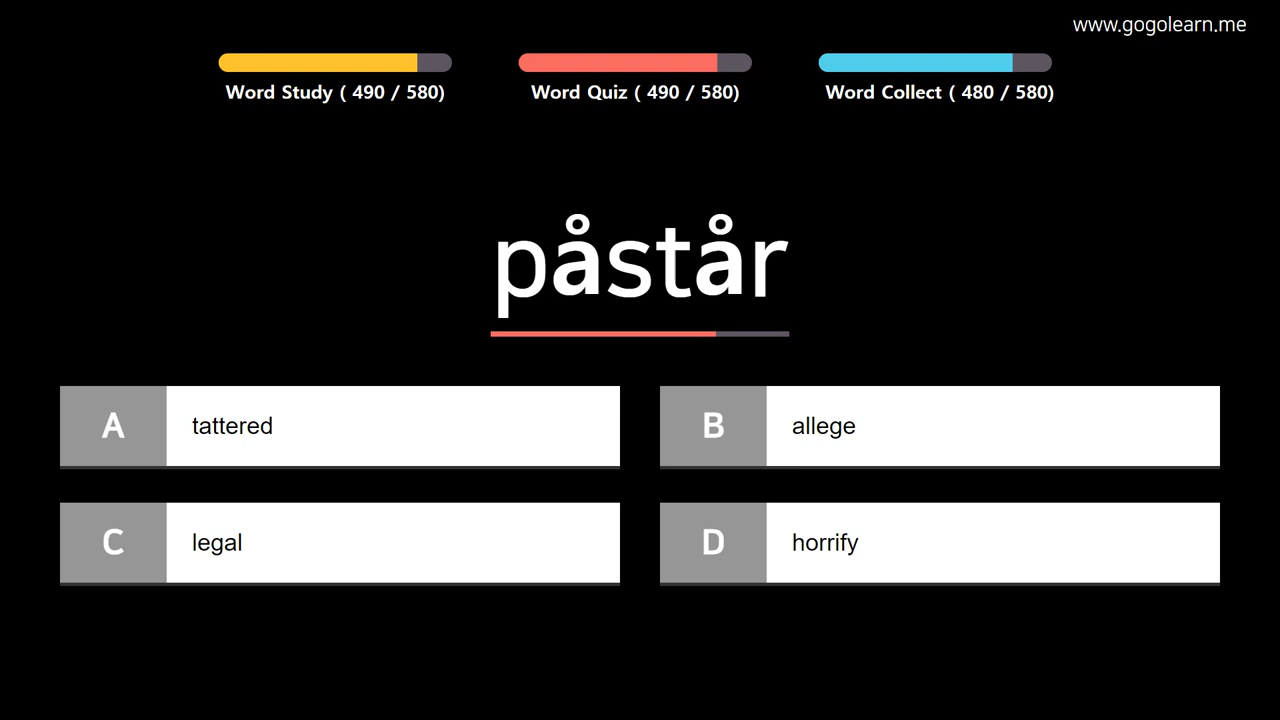 www.gogolearn.me
Word Study ( 490 / 580)
Word Quiz ( 490 / 580)
Word Collect ( 480 / 580)
påstår
A tattered
B allege
C legal
D horrify